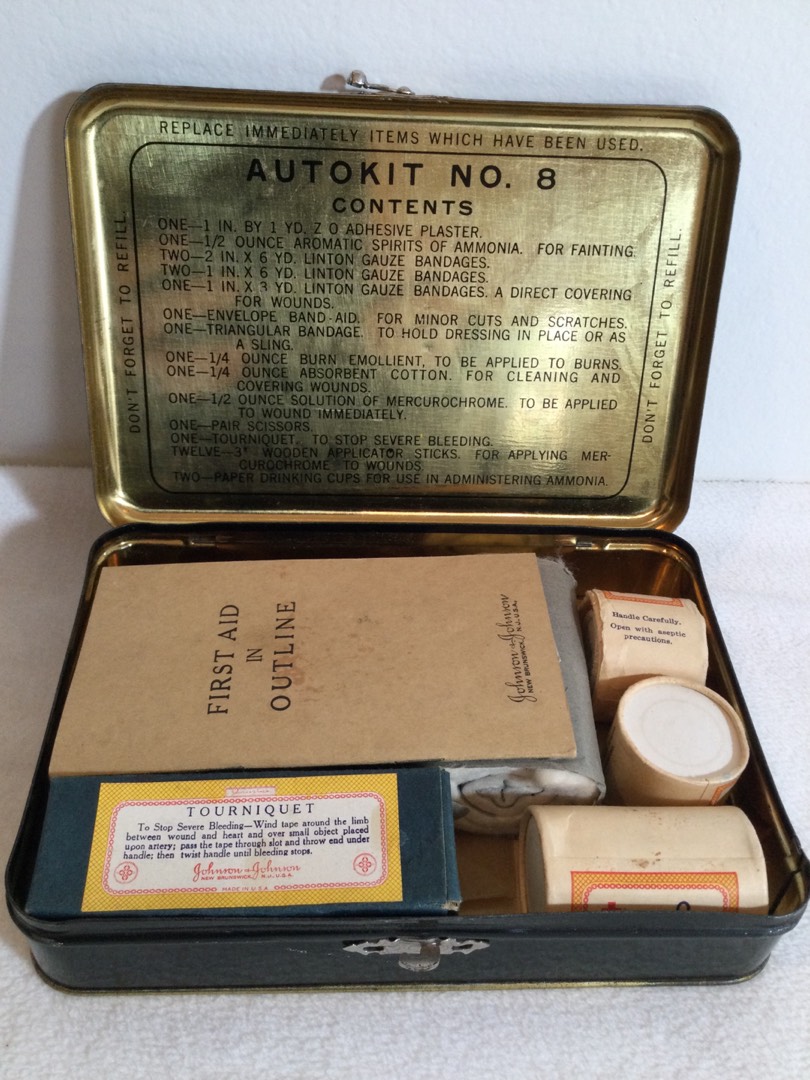 REPLACE IMMEDIATELY ITEMS WHICH HAVE BEEN USED.
DON'T FORGET TO REFILL.
AUTOKIT NO. 8
CONTENTS
ONE—1 IN. BY 1 YD. Z O ADHESIVE PLASTER.
ONE—1/2 OUNCE AROMATIC SPIRITS OF AMMONIA. FOR FAINTING.
TWO—2 IN. X 6 YD. LINTON GAUZE BANDAGES.
TWO—1 IN. X 6 YD. LINTON GAUZE BANDAGES.
ONE—1 IN. X 3 YD. LINTON GAUZE BANDAGES. A DIRECT COVERING
FOR WOUNDS.
ONE—ENVELOPE BAND-AID. FOR MINOR CUTS AND SCRATCHES.
ONE—TRIANGULAR BANDAGE. TO HOLD DRESSING IN PLACE OR AS
A SLING.
ONE—1/4 OUNCE BURN EMOLLIENT, TO BE APPLIED TO BURNS.
ONE—1/4 OUNCE ABSORBENT COTTON. FOR CLEANING AND
COVERING WOUNDS.
ONE—1/2 OUNCE SOLUTION OF MERCUROCHROME. TO BE APPLIED
TO WOUND IMMEDIATELY.
ONE—PAIR SCISSORS.
ONE—TOURNIQUET. TO STOP SEVERE BLEEDING.
TWELVE—3" WOODEN APPLICATOR STICKS. FOR APPLYING MER-
CUROCHROME TO WOUNDS.
TWO—PAPER DRINKING CUPS FOR USE IN ADMINISTERING AMMONIA.
DON'T FORGET TO REFILL.
FIRST AID
IN
OUTLINE
Johnson & Johnson
NEW BRUNSWICK, N.J., U.S.A.
Handle Carefully.
Open with aseptic
precautions.
TOURNIQUET
To Stop Severe Bleeding—Wind tape around the limb
between wound and heart and over small object placed
upon artery; pass the tape through slot and throw end under
handle; then twist handle until bleeding stops.
Johnson & Johnson
NEW BRUNSWICK, N.J., U.S.A.
MADE IN U.S.A.